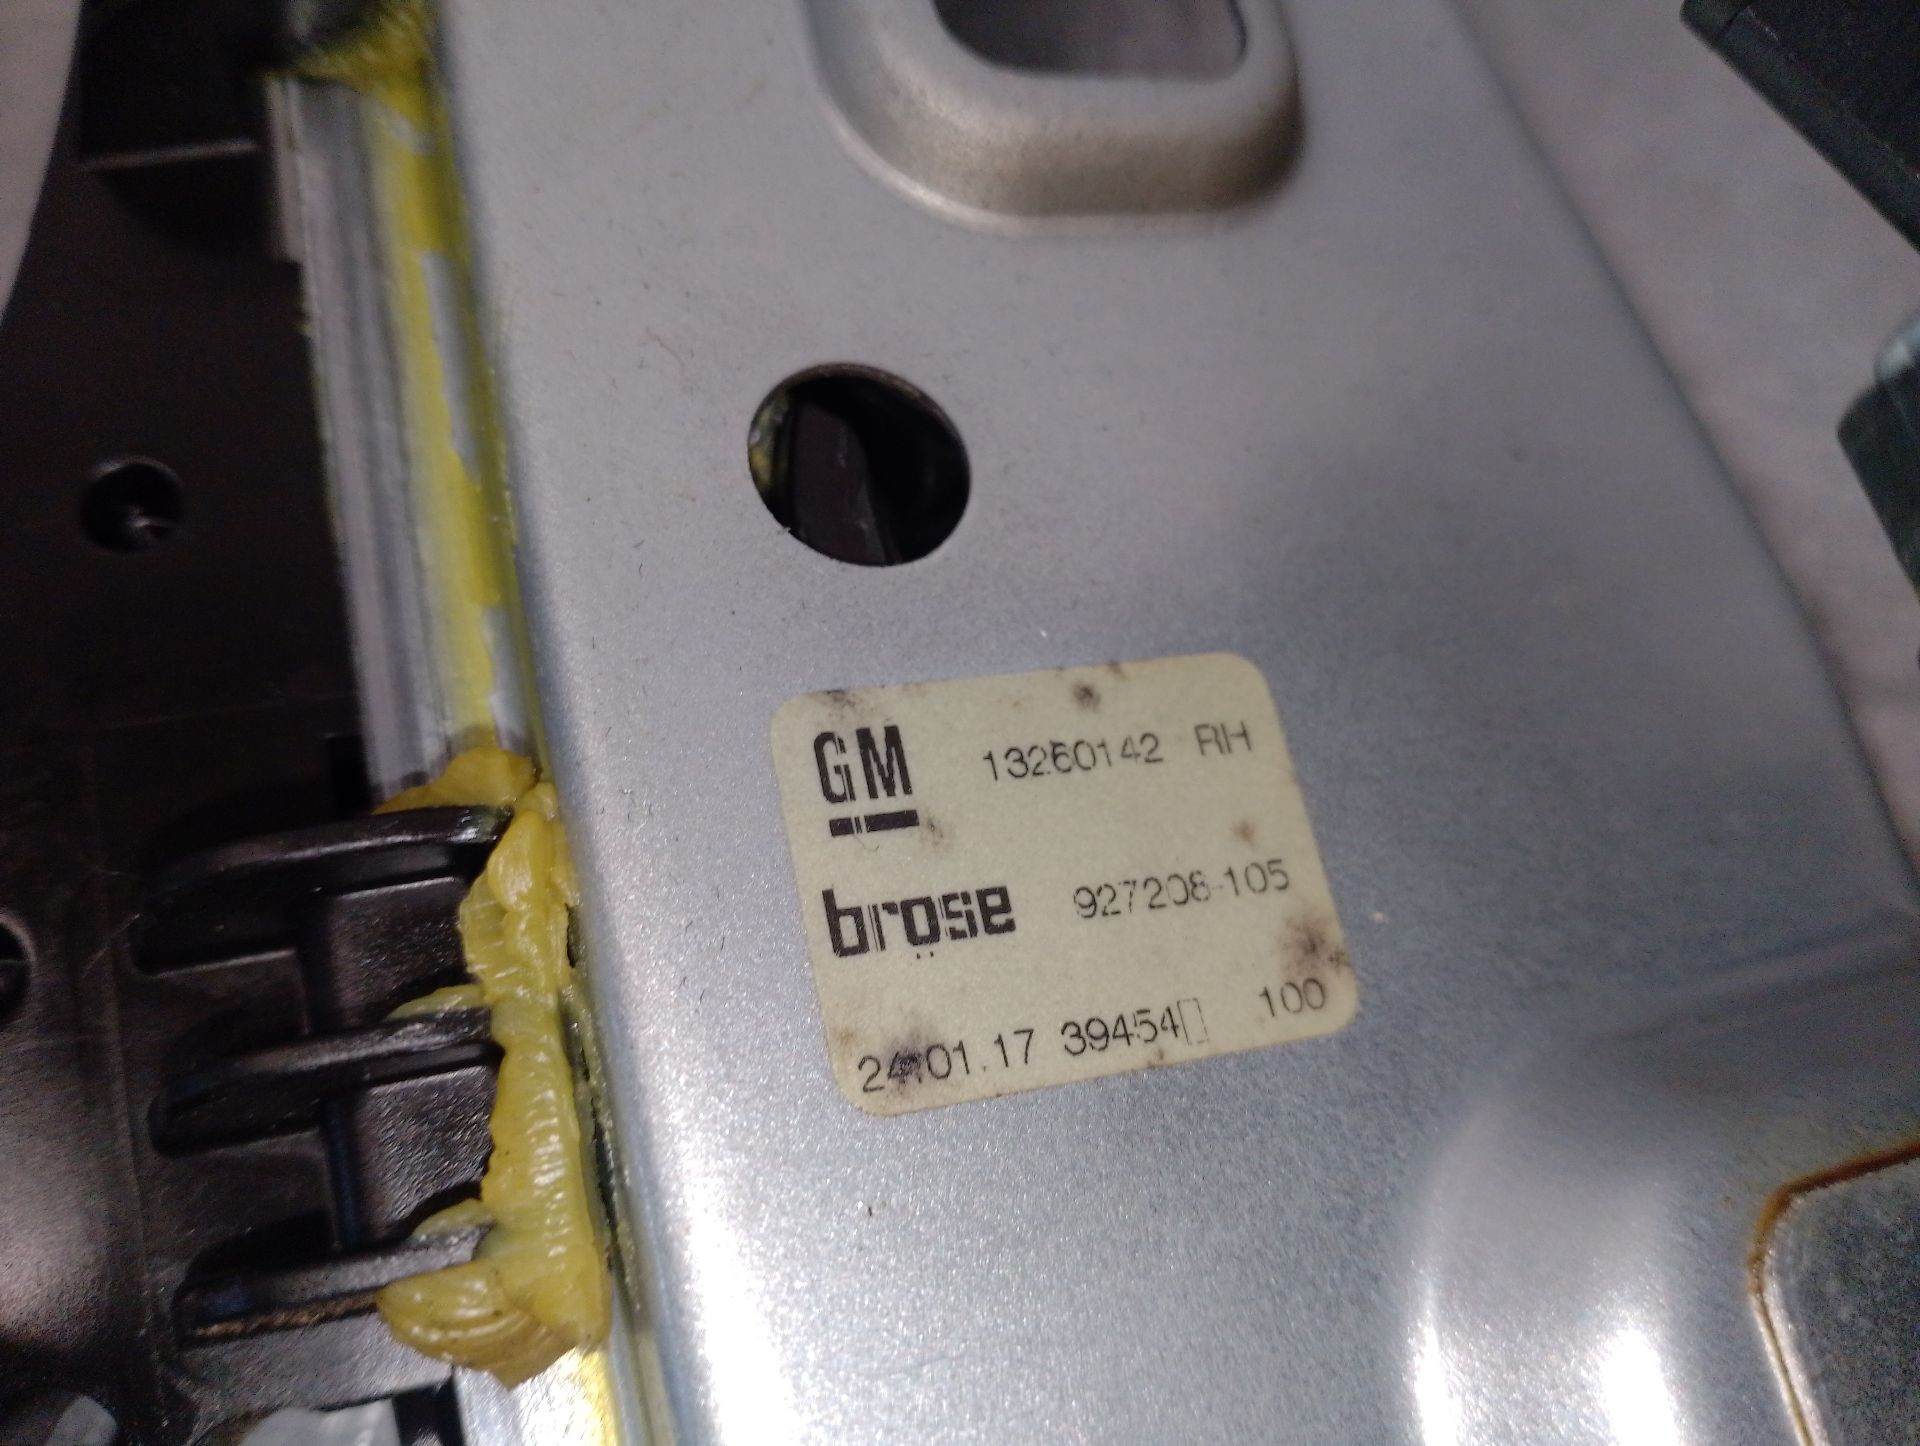 GM 13260142 RH
brose 927208-105
24.01.17 39454 100